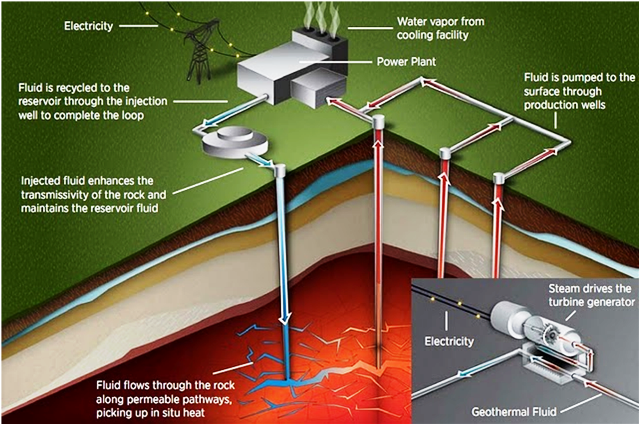 Electricity
Water vapor from
cooling facility
Power Plant
Fluid is recycled to the
reservoir through the injection
well to complete the loop
Fluid is pumped to the
surface through
production wells
Injected fluid enhances the
transmissivity of the rock and
maintains the reservoir fluid
Steam drives the
turbine generator
Electricity
Fluid flows through the rock
along permeable pathways,
picking up in situ heat
Geothermal Fluid